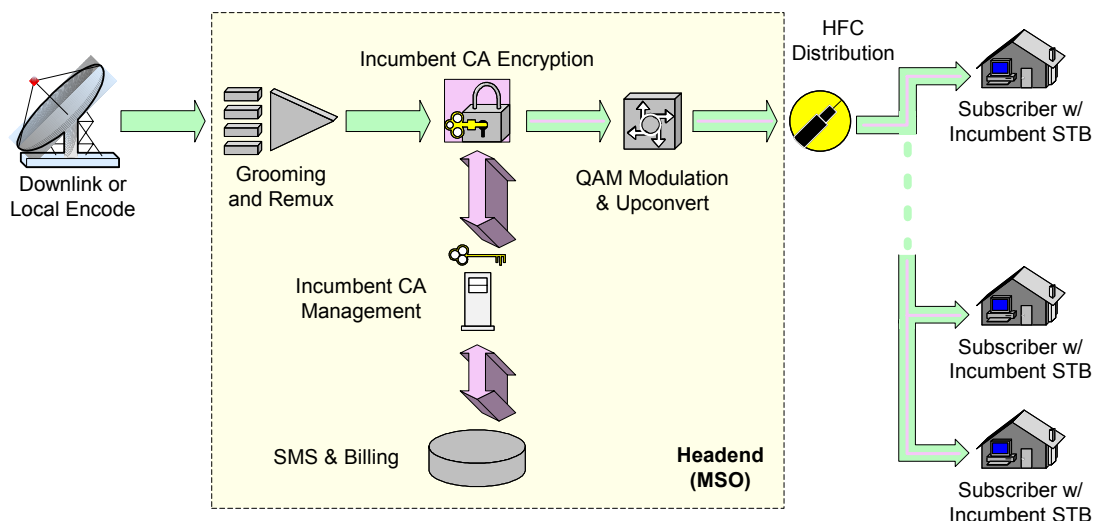 HFC
Distribution
Incumbent CA Encryption
Subscriber w/
Incumbent STB
Downlink or
Local Encode
Grooming
and Remux
QAM Modulation
& Upconvert
Incumbent CA
Management
Subscriber w/
Incumbent STB
SMS & Billing
Headend
(MSO)
Subscriber w/
Incumbent STB